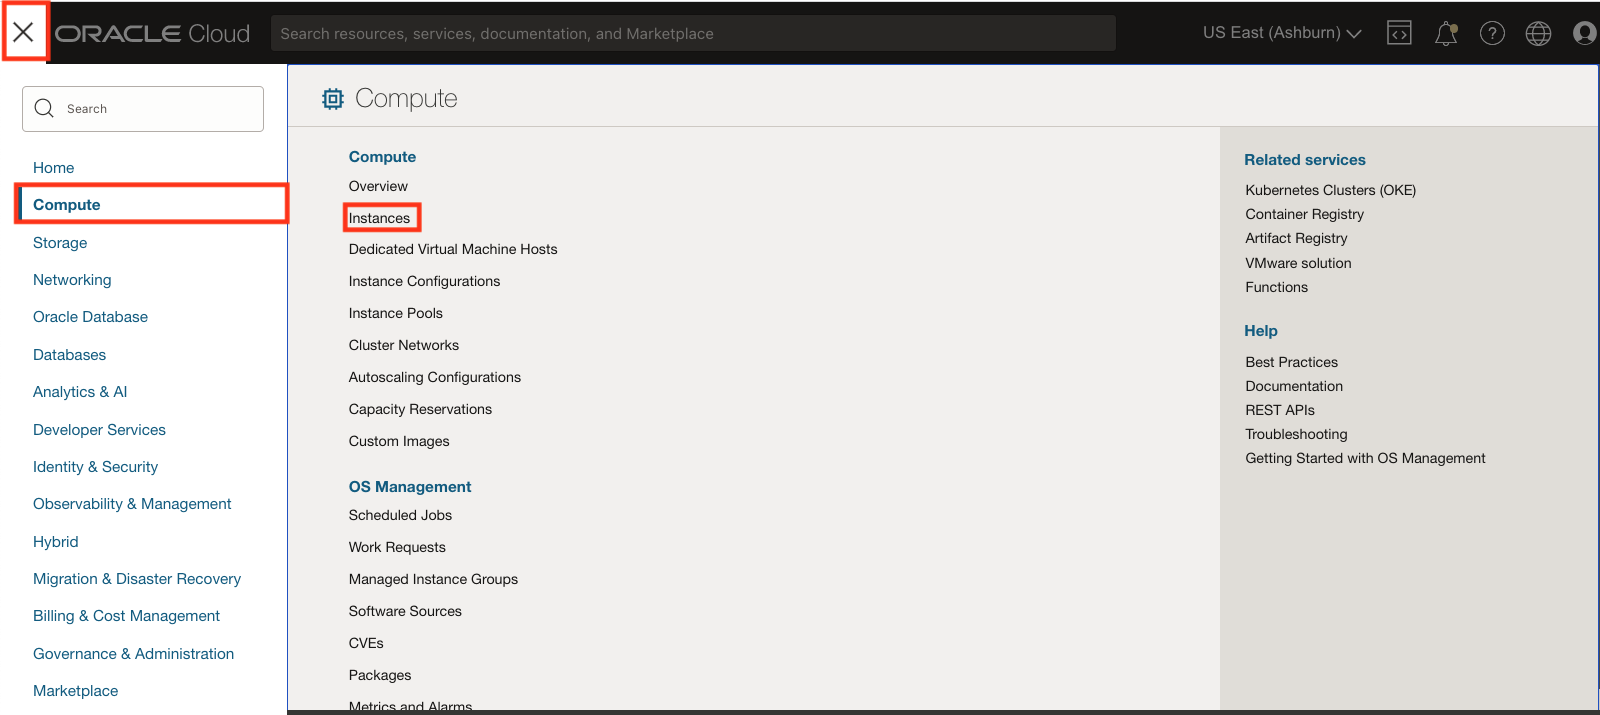 ORACLE Cloud
Search resources, services, documentation, and Marketplace
US East (Ashburn)
Search
Home
Compute
Storage
Networking
Oracle Database
Databases
Analytics & AI
Developer Services
Identity & Security
Observability & Management
Hybrid
Migration & Disaster Recovery
Billing & Cost Management
Governance & Administration
Marketplace
Compute
Compute
Overview
Instances
Dedicated Virtual Machine Hosts
Instance Configurations
Instance Pools
Cluster Networks
Autoscaling Configurations
Capacity Reservations
Custom Images
OS Management
Scheduled Jobs
Work Requests
Managed Instance Groups
Software Sources
CVEs
Packages
Metrics and Alarms
Related services
Kubernetes Clusters (OKE)
Container Registry
Artifact Registry
VMware solution
Functions
Help
Best Practices
Documentation
REST APIs
Troubleshooting
Getting Started with OS Management